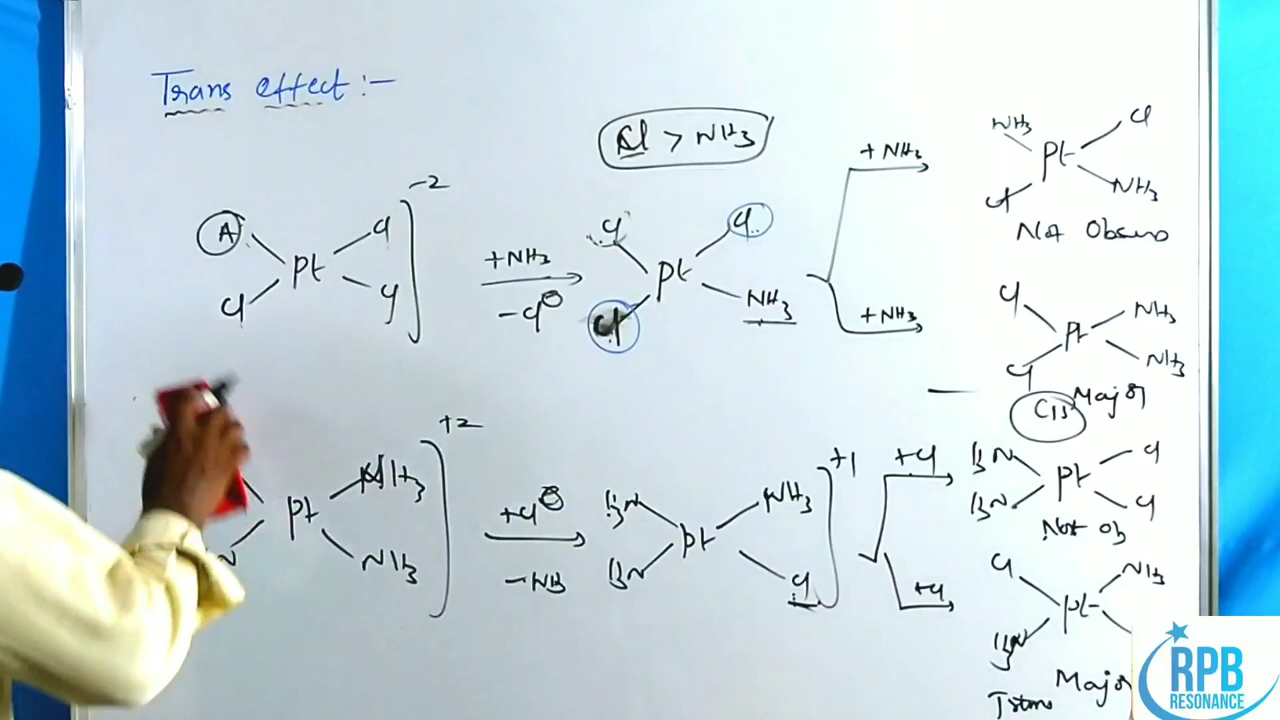 Trans effect :-
Cl > NH3
-2
A Cl
Pt
Cl Cl
+NH3
-Cl⊖
Cl Cl
Pt
Cl NH3
+NH3
+NH3
NH3 Cl
Pt
Cl NH3
Not
Cl NH3
Pt
Cl NH3
Cis Major
+2
Pt
NH3
NH3
+Cl⊖
-NH3
+1
H3N NH3
Pt
H3N Cl
+Cl
+Cl
H3N Cl
Pt
H3N Cl
Not Ob
Cl NH3
Pt
H3N
Major
RPB
RESONANCE